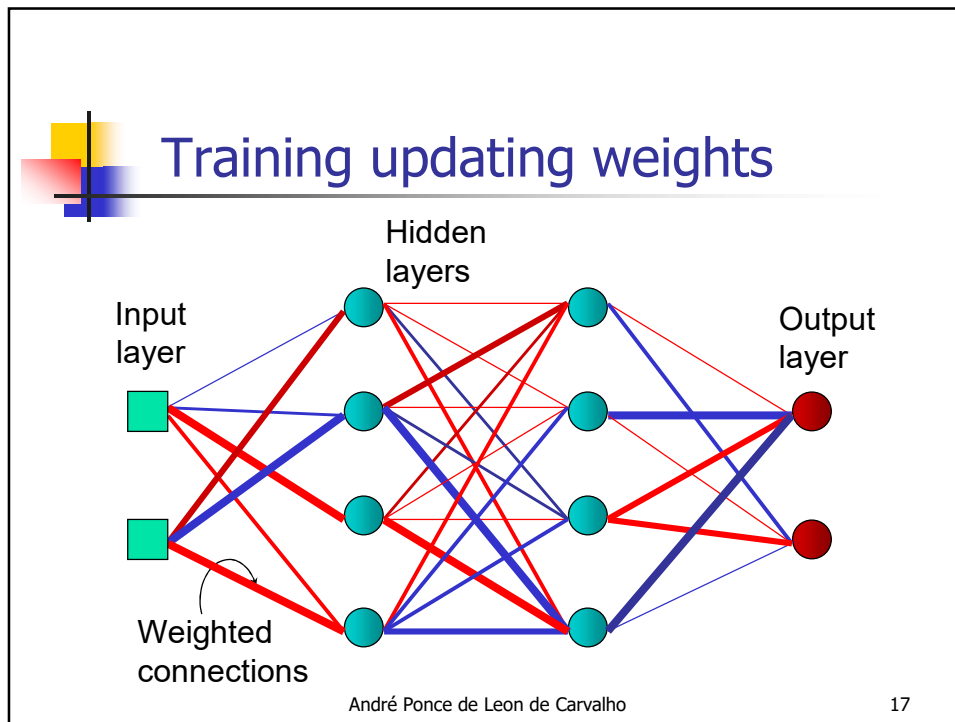 Training updating weights
Hidden
layers
Input
layer
Output
layer
Weighted
connections
André Ponce de Leon de Carvalho
17